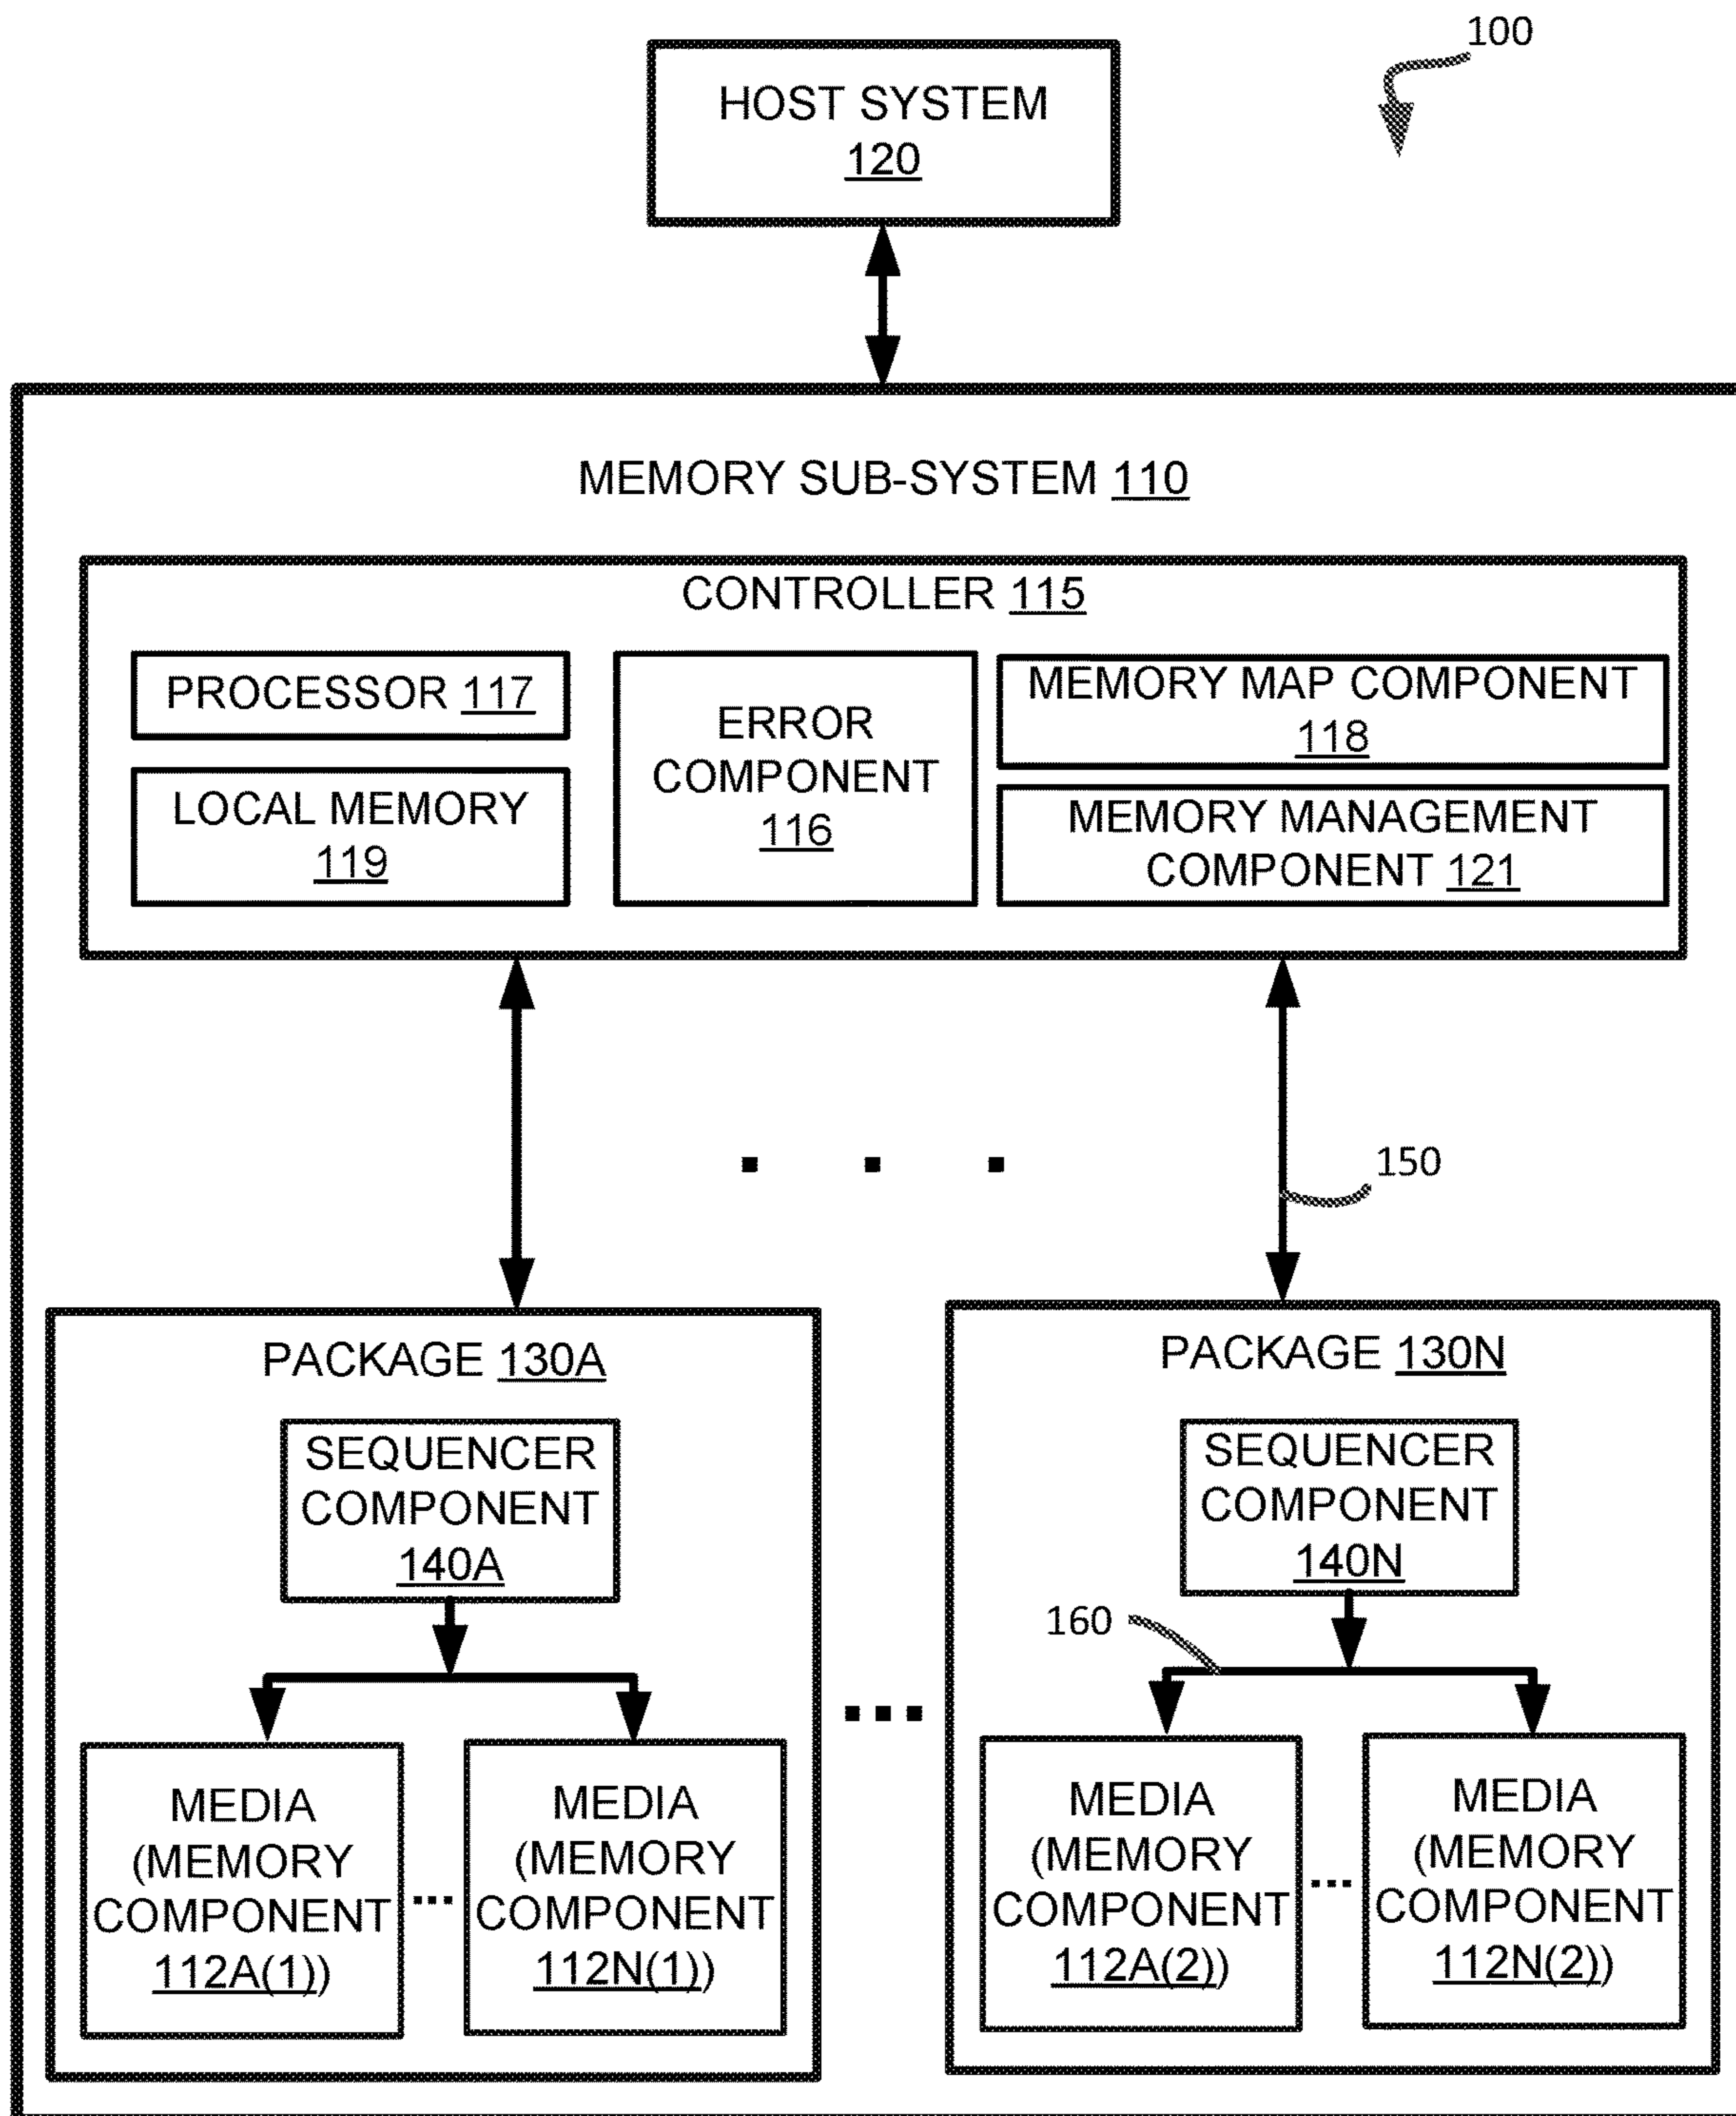 100
HOST SYSTEM
120
MEMORY SUB-SYSTEM 110
CONTROLLER 115
PROCESSOR 117
LOCAL MEMORY
119
ERROR
COMPONENT
116
MEMORY MAP COMPONENT
118
MEMORY MANAGEMENT
COMPONENT 121
. . .
150
PACKAGE 130A
SEQUENCER
COMPONENT
140A
MEDIA
(MEMORY
COMPONENT
112A(1))
...
MEDIA
(MEMORY
COMPONENT
112N(1))
...
PACKAGE 130N
SEQUENCER
COMPONENT
140N
160
MEDIA
(MEMORY
COMPONENT
112A(2))
...
MEDIA
(MEMORY
COMPONENT
112N(2))